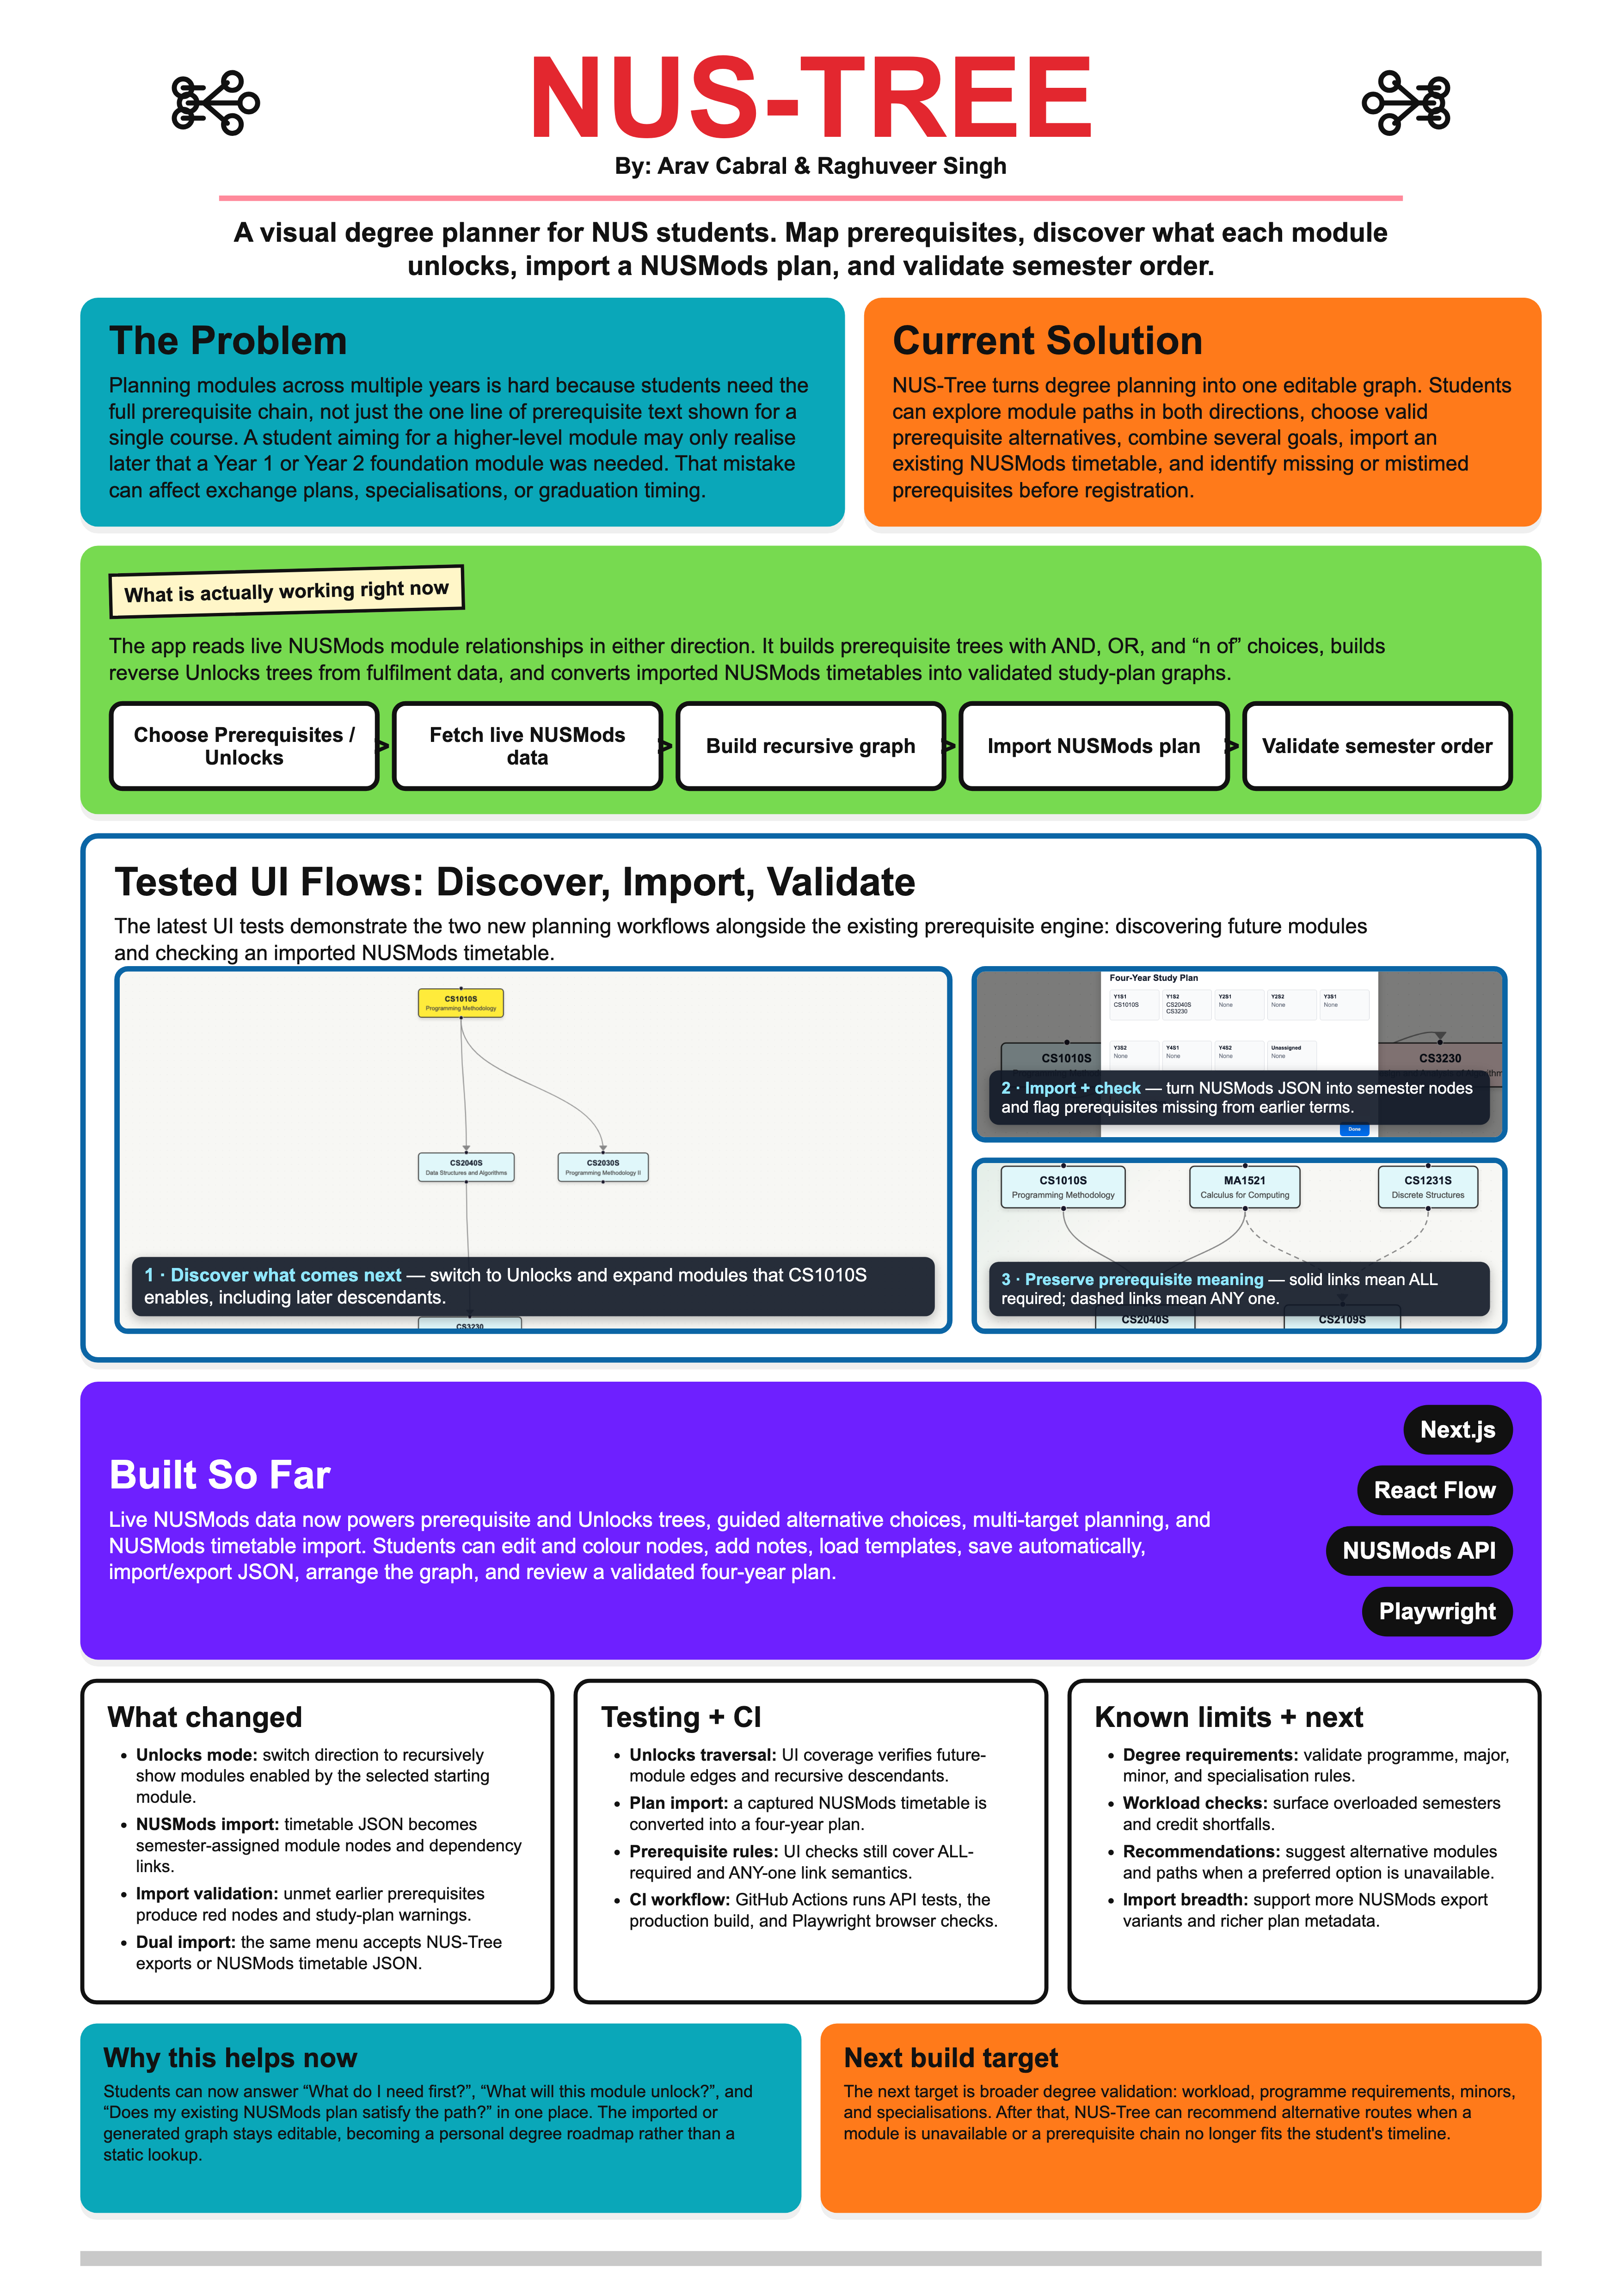 NUS-TREE
By: Arav Cabral & Raghuveer Singh
A visual degree planner for NUS students. Map prerequisites, discover what each module
unlocks, import a NUSMods plan, and validate semester order.
The Problem
Planning modules across multiple years is hard because students need the
full prerequisite chain, not just the one line of prerequisite text shown for a
single course. A student aiming for a higher-level module may only realise
later that a Year 1 or Year 2 foundation module was needed. That mistake
can affect exchange plans, specialisations, or graduation timing.
Current Solution
NUS-Tree turns degree planning into one editable graph. Students
can explore module paths in both directions, choose valid
prerequisite alternatives, combine several goals, import an
existing NUSMods timetable, and identify missing or mistimed
prerequisites before registration.
What is actually working right now
The app reads live NUSMods module relationships in either direction. It builds prerequisite trees with AND, OR, and “n of” choices, builds
reverse Unlocks trees from fulfilment data, and converts imported NUSMods timetables into validated study-plan graphs.
Choose Prerequisites /
Unlocks
>
Fetch live NUSMods
data
>
Build recursive graph
>
Import NUSMods plan
>
Validate semester order
Tested UI Flows: Discover, Import, Validate
The latest UI tests demonstrate the two new planning workflows alongside the existing prerequisite engine: discovering future modules
and checking an imported NUSMods timetable.
CS1010S
Programming Methodology
CS2040S
Data Structures and Algorithms
CS2030S
Programming Methodology II
1 · Discover what comes next — switch to Unlocks and expand modules that CS1010S
enables, including later descendants.
CS3230
Four-Year Study Plan
Y1S1
CS1010S
Y1S2
CS2040S
CS3230
Y2S1
None
Y2S2
None
Y3S1
None
Y3S2
None
Y4S1
None
Y4S2
None
Unassigned
None
CS1010S
CS3230
2 · Import + check — turn NUSMods JSON into semester nodes
and flag prerequisites missing from earlier terms.
Done
CS1010S
Programming Methodology
MA1521
Calculus for Computing
CS1231S
Discrete Structures
3 · Preserve prerequisite meaning — solid links mean ALL
required; dashed links mean ANY one.
CS2040S
CS2109S
Built So Far
Live NUSMods data now powers prerequisite and Unlocks trees, guided alternative choices, multi-target planning, and
NUSMods timetable import. Students can edit and colour nodes, add notes, load templates, save automatically,
import/export JSON, arrange the graph, and review a validated four-year plan.
Next.js
React Flow
NUSMods API
Playwright
What changed
• Unlocks mode: switch direction to recursively
show modules enabled by the selected starting
module.
• NUSMods import: timetable JSON becomes
semester-assigned module nodes and dependency
links.
• Import validation: unmet earlier prerequisites
produce red nodes and study-plan warnings.
• Dual import: the same menu accepts NUS-Tree
exports or NUSMods timetable JSON.
Testing + CI
• Unlocks traversal: UI coverage verifies future-
module edges and recursive descendants.
• Plan import: a captured NUSMods timetable is
converted into a four-year plan.
• Prerequisite rules: UI checks still cover ALL-
required and ANY-one link semantics.
• CI workflow: GitHub Actions runs API tests, the
production build, and Playwright browser checks.
Known limits + next
• Degree requirements: validate programme, major,
minor, and specialisation rules.
• Workload checks: surface overloaded semesters
and credit shortfalls.
• Recommendations: suggest alternative modules
and paths when a preferred option is unavailable.
• Import breadth: support more NUSMods export
variants and richer plan metadata.
Why this helps now
Students can now answer “What do I need first?”, “What will this module unlock?”, and
“Does my existing NUSMods plan satisfy the path?” in one place. The imported or
generated graph stays editable, becoming a personal degree roadmap rather than a
static lookup.
Next build target
The next target is broader degree validation: workload, programme requirements, minors,
and specialisations. After that, NUS-Tree can recommend alternative routes when a
module is unavailable or a prerequisite chain no longer fits the student's timeline.